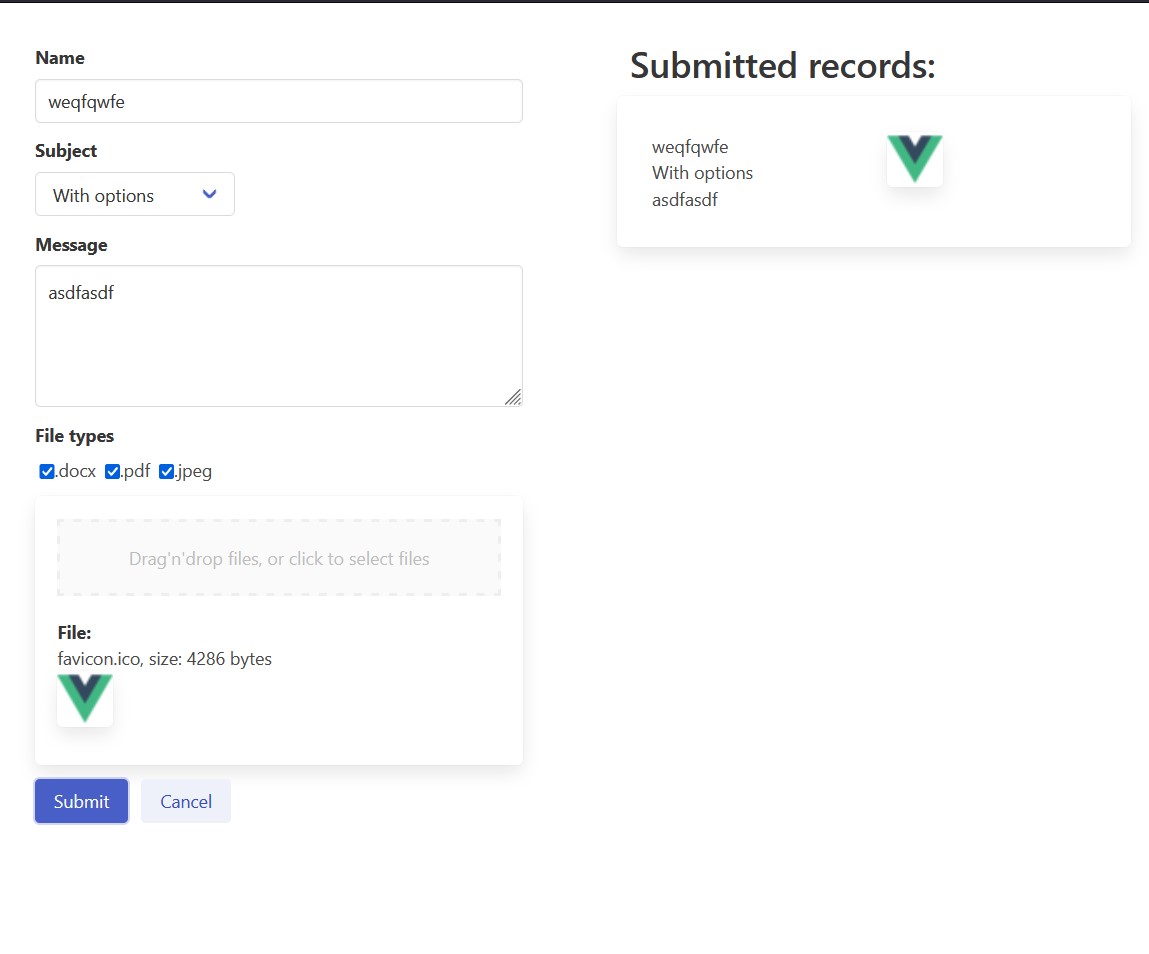 Name
weqfqwfe
Subject
With options
Message
asdfasdf
File types
.docx .pdf .jpeg
Drag'n'drop files, or click to select files
File:
favicon.ico, size: 4286 bytes
Submit Cancel
Submitted records:
weqfqwfe
With options
asdfasdf